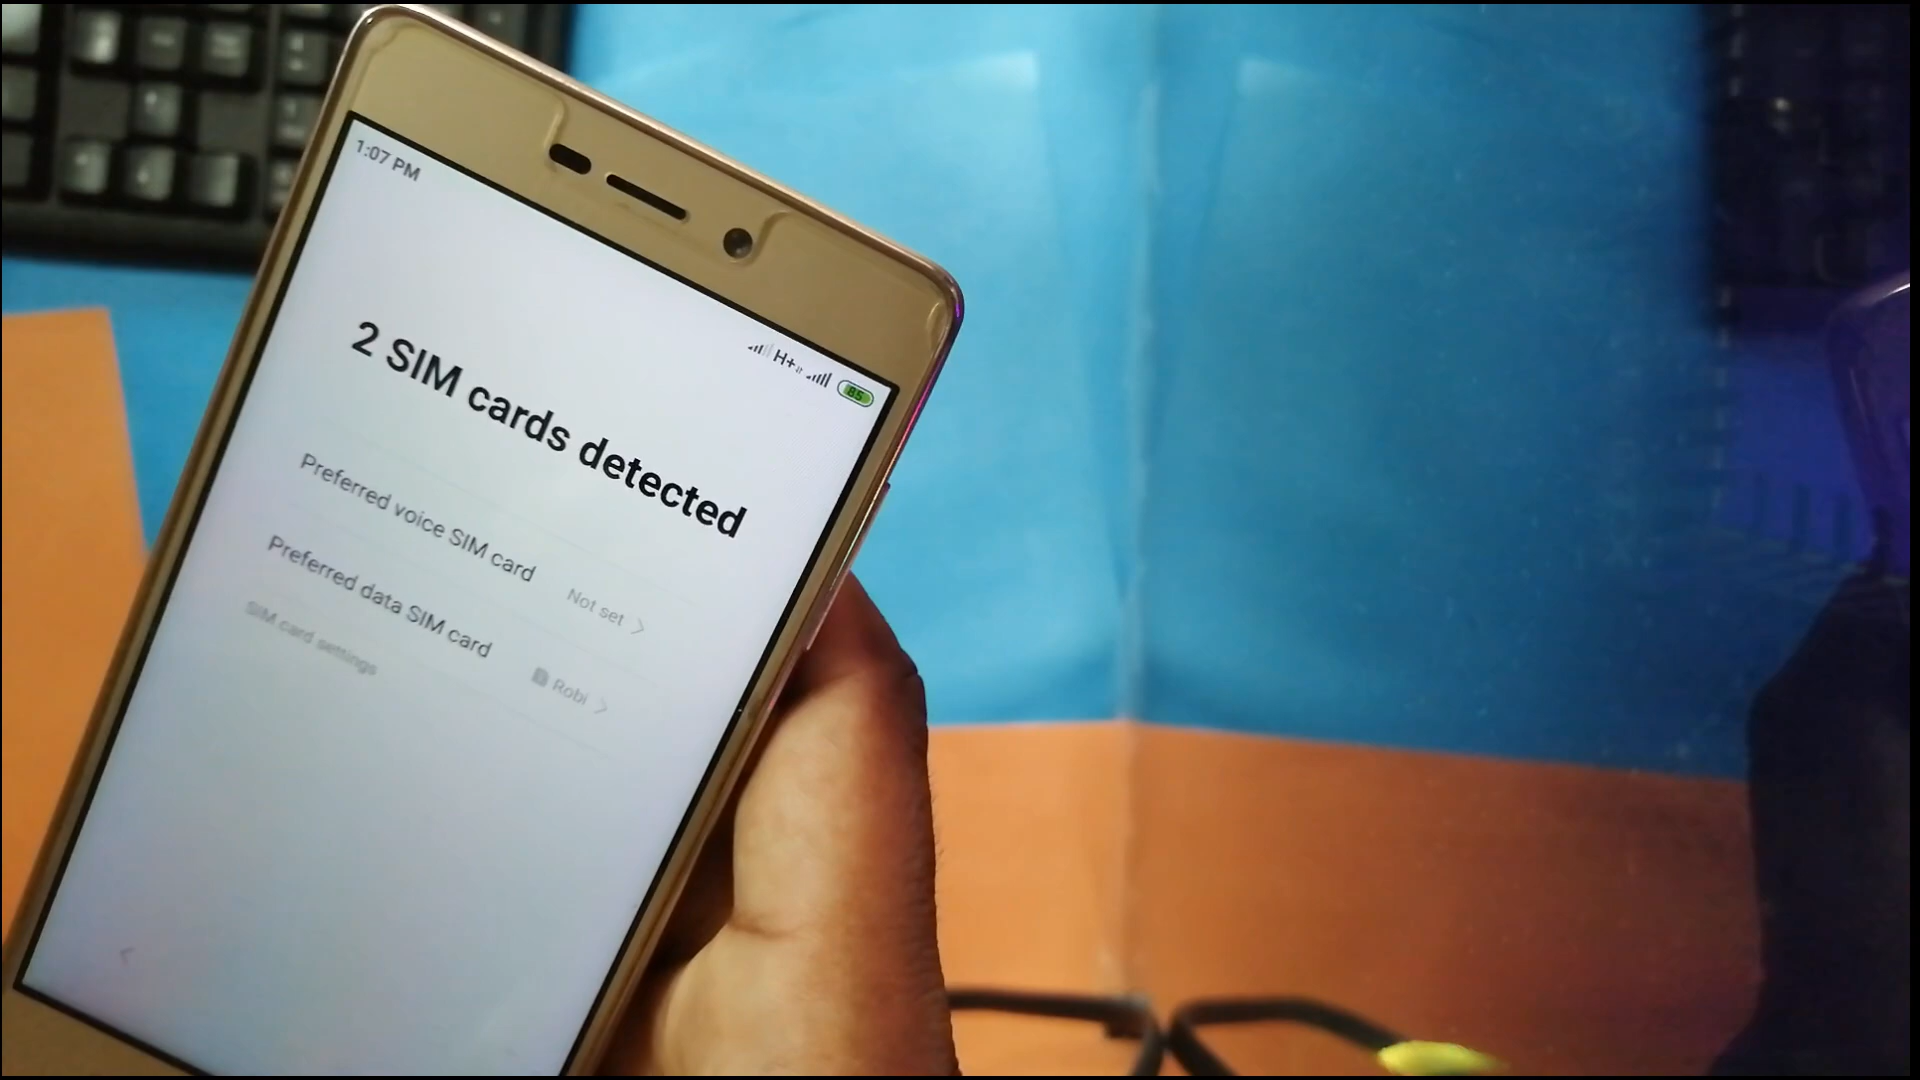 1:07 PM
H+
85
2 SIM cards detected
Preferred voice SIM card
Not set
Preferred data SIM card
Robi
SIM card settings